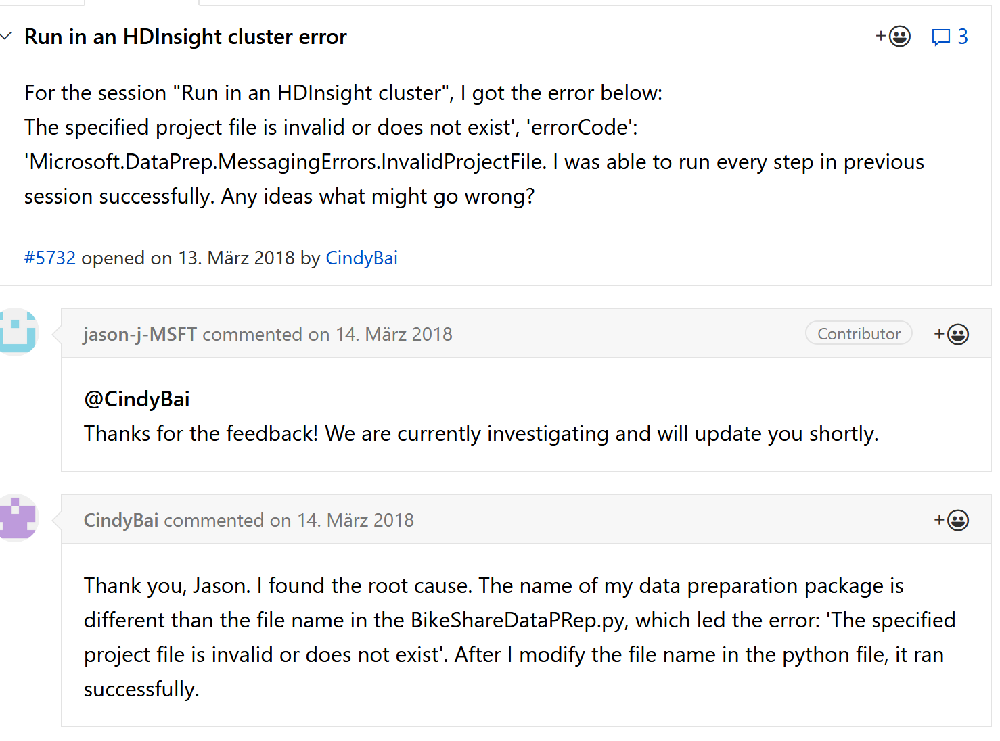 Run in an HDInsight cluster error
+ 3
For the session "Run in an HDInsight cluster", I got the error below:
The specified project file is invalid or does not exist', 'errorCode':
'Microsoft.DataPrep.MessagingErrors.InvalidProjectFile. I was able to run every step in previous
session successfully. Any ideas what might go wrong?
#5732 opened on 13. März 2018 by CindyBai
jason-j-MSFT commented on 14. März 2018
Contributor +
@CindyBai
Thanks for the feedback! We are currently investigating and will update you shortly.
CindyBai commented on 14. März 2018
+
Thank you, Jason. I found the root cause. The name of my data preparation package is
different than the file name in the BikeShareDataPRep.py, which led the error: 'The specified
project file is invalid or does not exist'. After I modify the file name in the python file, it ran
successfully.